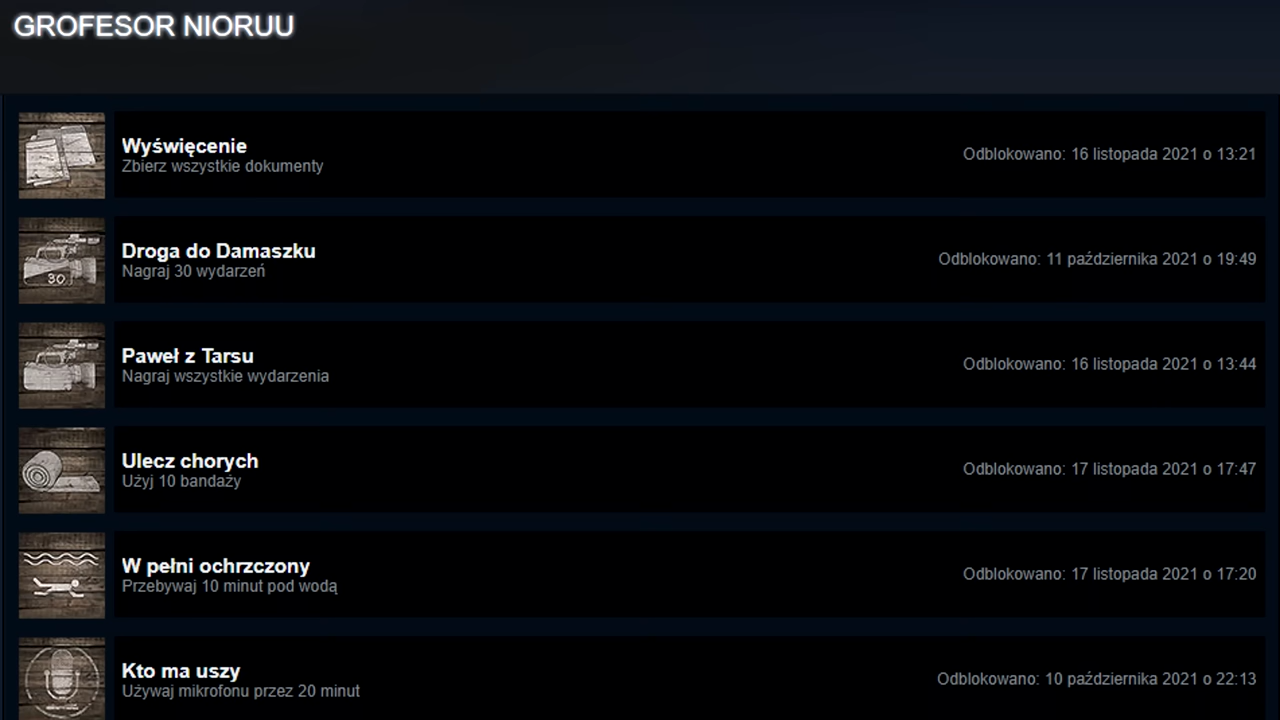 GROFESOR NIORUU
Wyświęcenie
Zbierz wszystkie dokumenty
Odblokowano: 16 listopada 2021 o 13:21
Droga do Damaszku
Nagraj 30 wydarzeń
Odblokowano: 11 października 2021 o 19:49
30
Paweł z Tarsu
Nagraj wszystkie wydarzenia
Odblokowano: 16 listopada 2021 o 13:44
Ulecz chorych
Użyj 10 bandaży
Odblokowano: 17 listopada 2021 o 17:47
W pełni ochrzczony
Przebywaj 10 minut pod wodą
Odblokowano: 17 listopada 2021 o 17:20
Kto ma uszy
Używaj mikrofonu przez 20 minut
Odblokowano: 10 października 2021 o 22:13